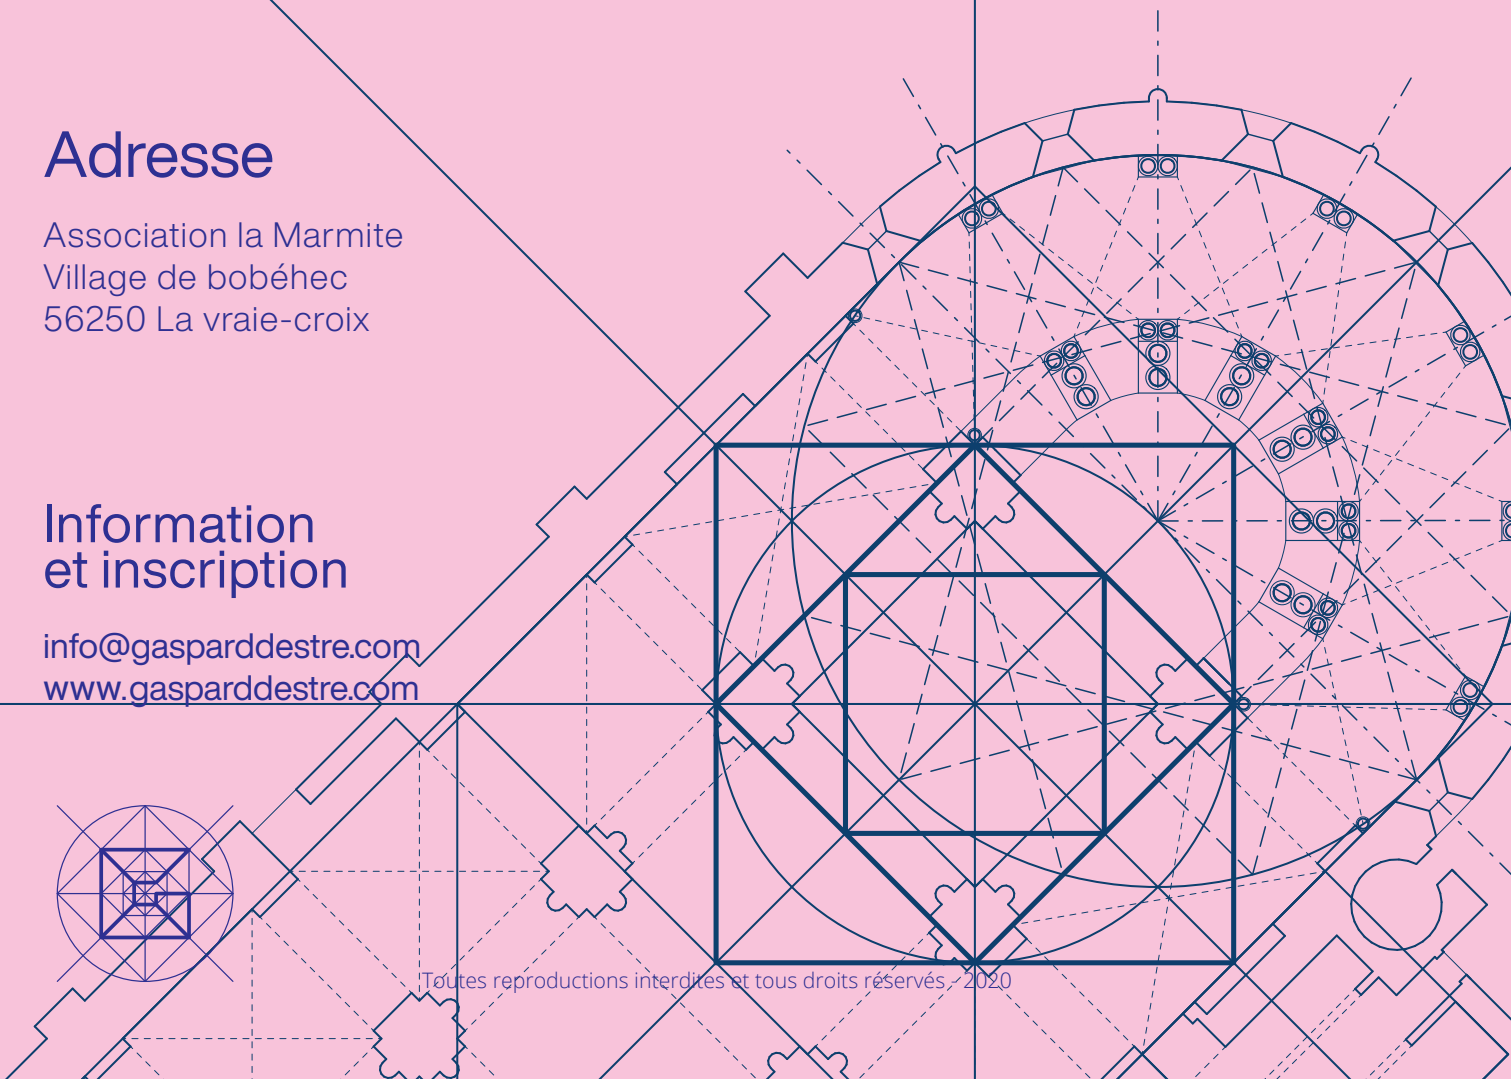 Adresse
Association la Marmite
Village de bobéhec
56250 La vraie-croix
Information
et inscription
info@gasparddestre.com
www.gasparddestre.com
Toutes reproductions interdites et tous droits réservés - 2020